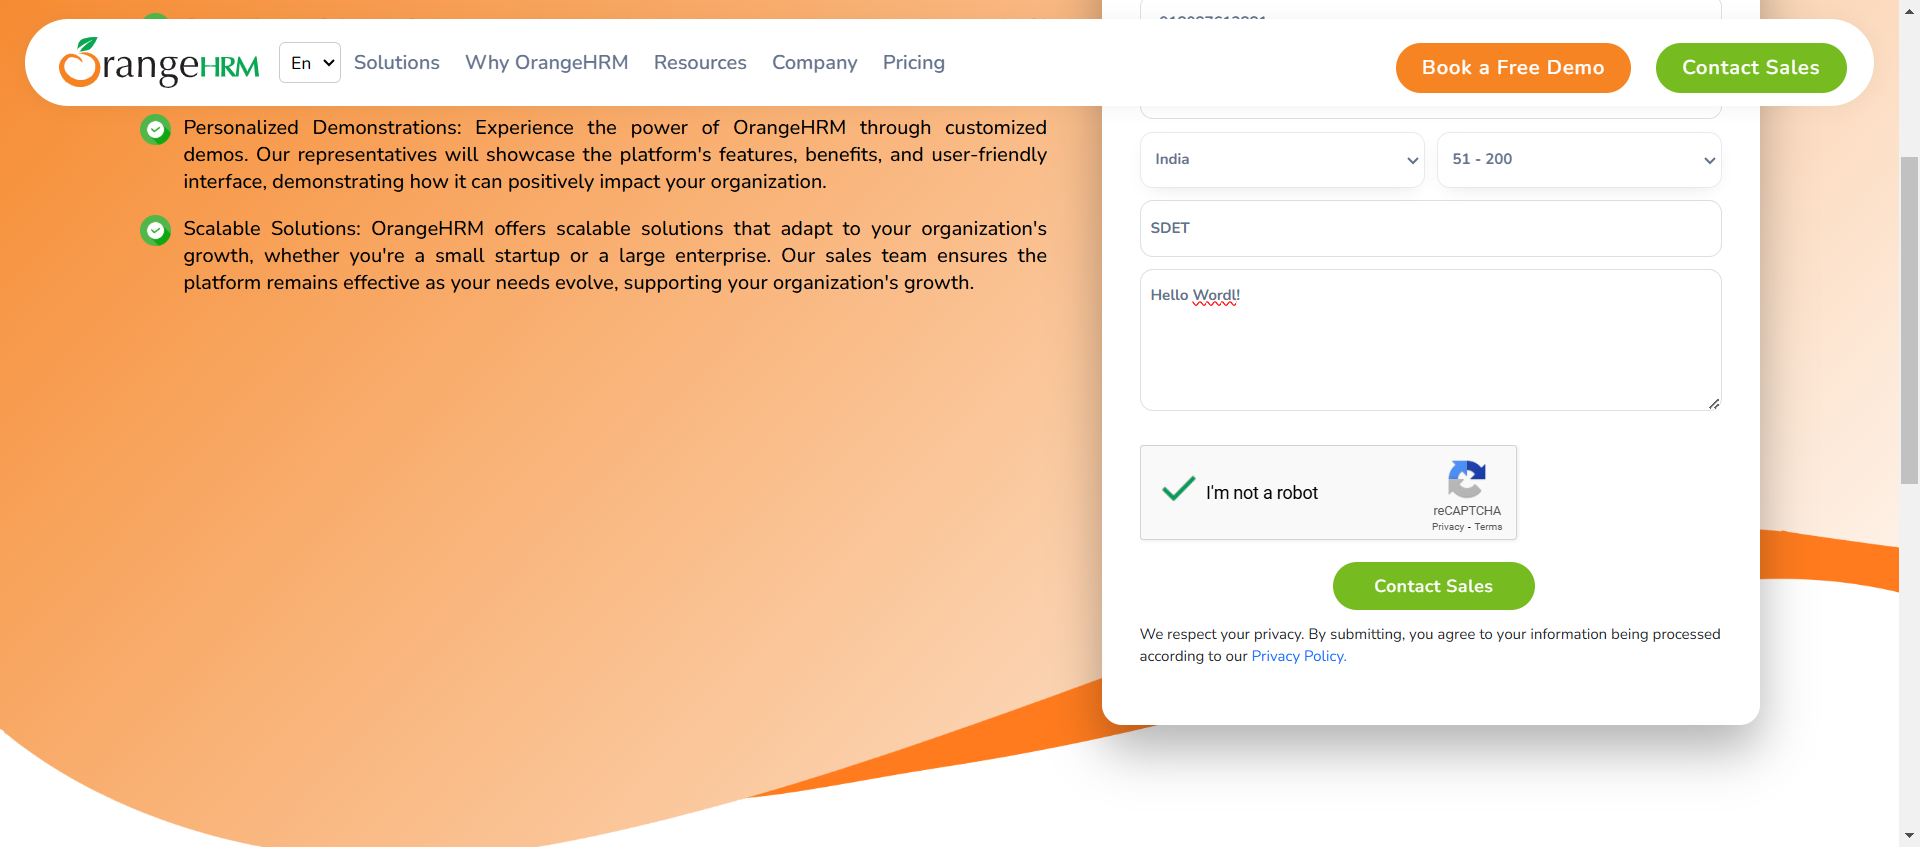 OrangeHRM
En
Solutions
Why OrangeHRM
Resources
Company
Pricing
Book a Free Demo
Contact Sales
Personalized Demonstrations: Experience the power of OrangeHRM through customized
demos. Our representatives will showcase the platform's features, benefits, and user-friendly
interface, demonstrating how it can positively impact your organization.
Scalable Solutions: OrangeHRM offers scalable solutions that adapt to your organization's
growth, whether you're a small startup or a large enterprise. Our sales team ensures the
platform remains effective as your needs evolve, supporting your organization's growth.
India
51 - 200
SDET
Hello Wordl!
I'm not a robot
reCAPTCHA
Privacy - Terms
Contact Sales
We respect your privacy. By submitting, you agree to your information being processed
according to our Privacy Policy.